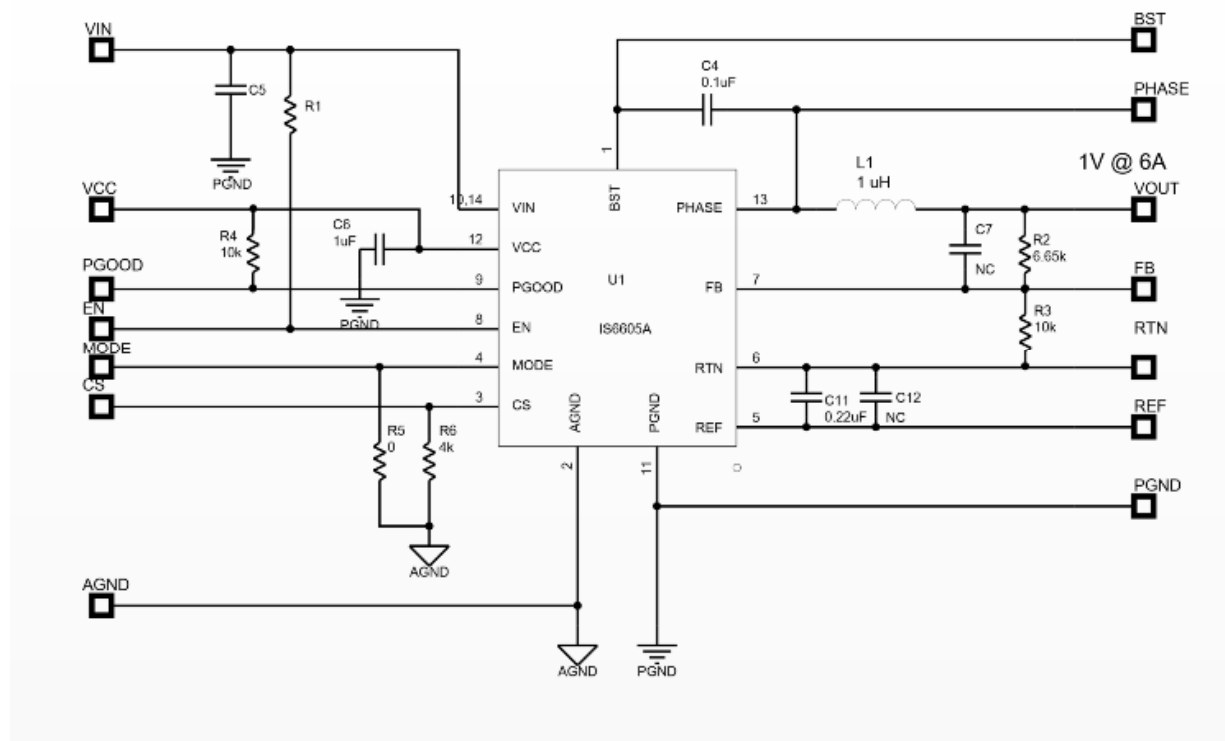 VIN
BST
C4
0.1uF
C5
R1
PHASE
PGND
1
L1
1 uH
1V @ 6A
VCC
10,14
VIN
BST
PHASE
13
VOUT
R4
10k
C6
1uF
12
VCC
C7
NC
R2
6.65k
PGOOD
9
PGOOD
U1
FB
7
FB
PGND
EN
8
EN
IS6605A
R3
10k
RTN
MODE
4
MODE
RTN
6
CS
3
CS
AGND
PGND
REF
5
C11
0.22uF
C12
NC
REF
R5
0
R6
4k
2
11
PGND
AGND
AGND
AGND
PGND